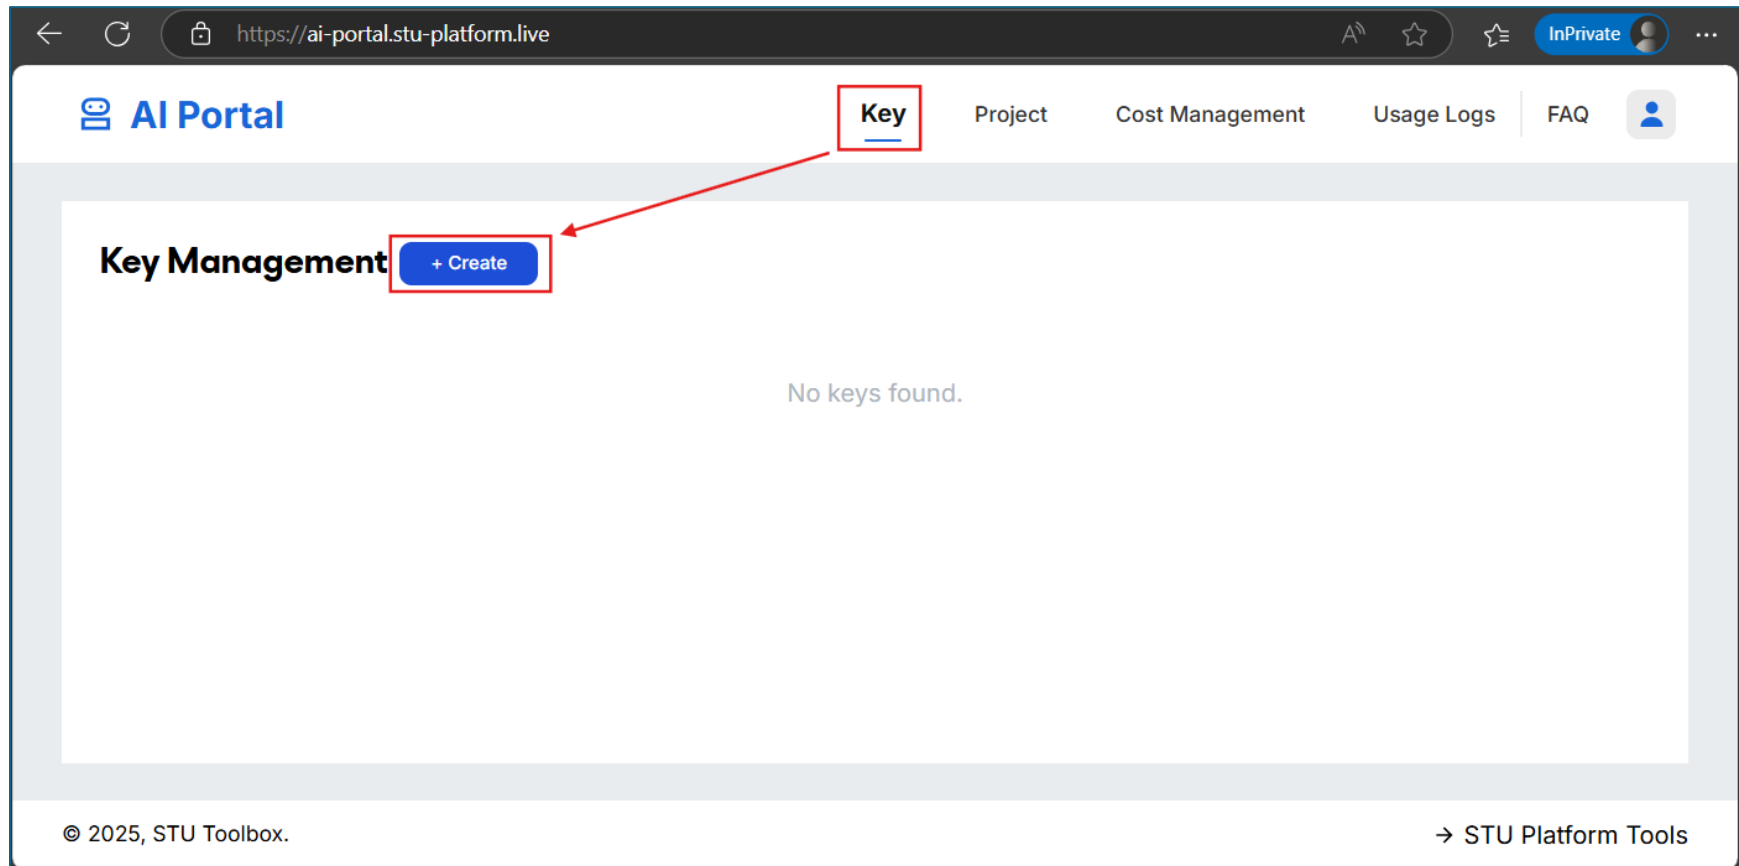 https://ai-portal.stu-platform.live
InPrivate
AI Portal
Key
Project
Cost Management
Usage Logs
FAQ
Key Management
+ Create
No keys found.
© 2025, STU Toolbox.
→ STU Platform Tools